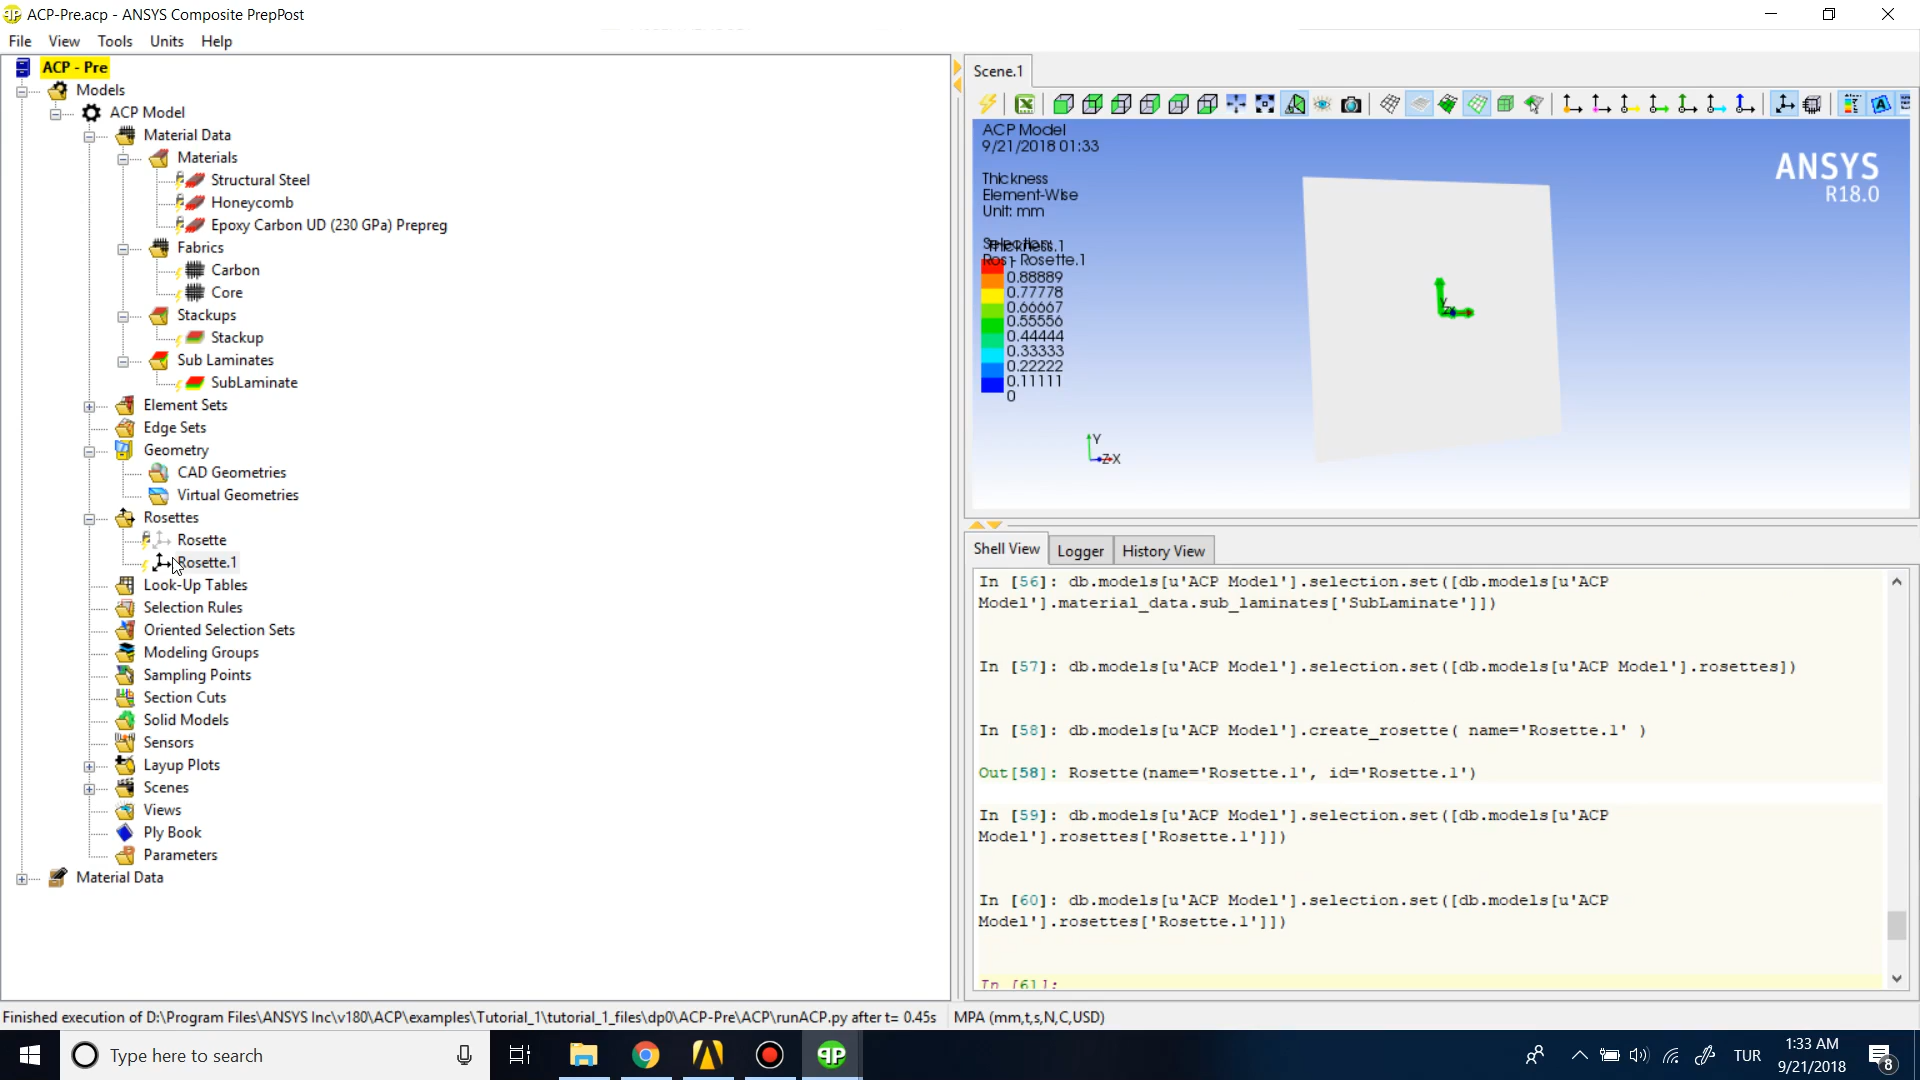 ACP-Pre.acp - ANSYS Composite PrepPost
File View Tools Units Help
ACP - Pre
Models
ACP Model
Material Data
Materials
Structural Steel
Honeycomb
Epoxy Carbon UD (230 GPa) Prepreg
Fabrics
Carbon
Core
Stackups
Stackup
Sub Laminates
SubLaminate
Element Sets
Edge Sets
Geometry
CAD Geometries
Virtual Geometries
Rosettes
Rosette
Rosette.1
Look-Up Tables
Selection Rules
Oriented Selection Sets
Modeling Groups
Sampling Points
Section Cuts
Solid Models
Sensors
Layup Plots
Scenes
Views
Ply Book
Parameters
Material Data
Scene.1
ACP Model
9/21/2018 01:33
Thickness
Element-Wise
Unit: mm
Rosette.1
1
0.88889
0.77778
0.66667
0.55556
0.44444
0.33333
0.22222
0.11111
0
ANSYS
R18.0
Y
Z X
Shell View Logger History View
In [56]: db.models[u'ACP Model'].selection.set([db.models[u'ACP
Model'].material_data.sub_laminates['SubLaminate']])
In [57]: db.models[u'ACP Model'].selection.set([db.models[u'ACP Model'].rosettes])
In [58]: db.models[u'ACP Model'].create_rosette( name='Rosette.1' )
Out[58]: Rosette(name='Rosette.1', id='Rosette.1')
In [59]: db.models[u'ACP Model'].selection.set([db.models[u'ACP
Model'].rosettes['Rosette.1']])
In [60]: db.models[u'ACP Model'].selection.set([db.models[u'ACP
Model'].rosettes['Rosette.1']])
In [61]:
Finished execution of D:\Program Files\ANSYS Inc\v180\ACP\examples\Tutorial_1\tutorial_1_files\dp0\ACP-Pre\ACP\runACP.py after t= 0.45s MPA (mm,t,s,N,C,USD)
Type here to search
TUR
1:33 AM
9/21/2018
8